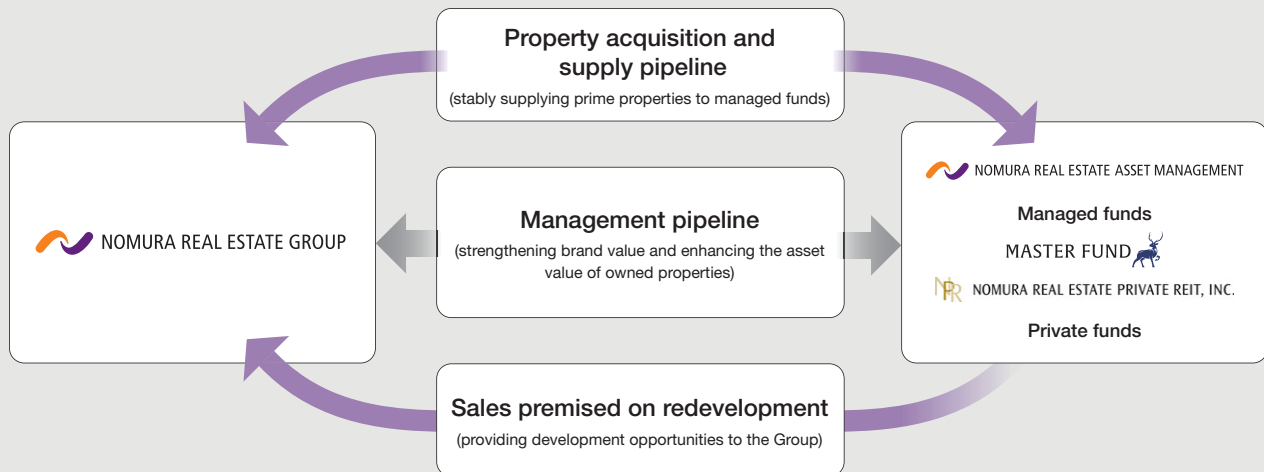 Property acquisition and
supply pipeline
(stably supplying prime properties to managed funds)
NOMURA REAL ESTATE GROUP
Management pipeline
(strengthening brand value and enhancing the asset
value of owned properties)
NOMURA REAL ESTATE ASSET MANAGEMENT
Managed funds
MASTER FUND
NPR NOMURA REAL ESTATE PRIVATE REIT, INC.
Private funds
Sales premised on redevelopment
(providing development opportunities to the Group)